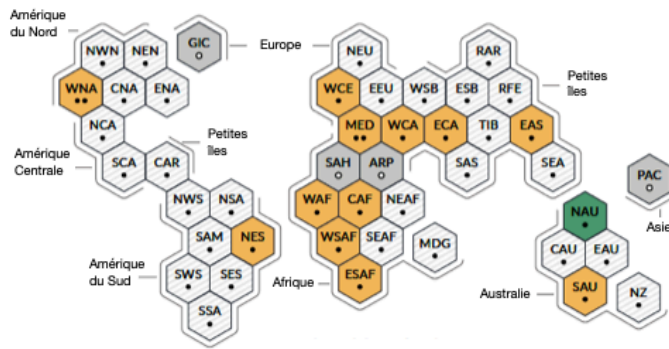 Amérique
du Nord
NWN NEN GIC
Europe
NEU RAR
WNA CNA ENA
WCE EEU WSB ESB RFE
Petites
îles
NCA
Petites
îles
MED WCA ECA TIB EAS
Amérique
Centrale
SCA CAR
SAH ARP SAS SEA
PAC
Asie
NWS NSA
WAF CAF NEAF
NAU
SAM NES
WSAF SEAF MDG
CAU EAU
Amérique
du Sud
SWS SES
Afrique
ESAF
Australie
SAU NZ
SSA